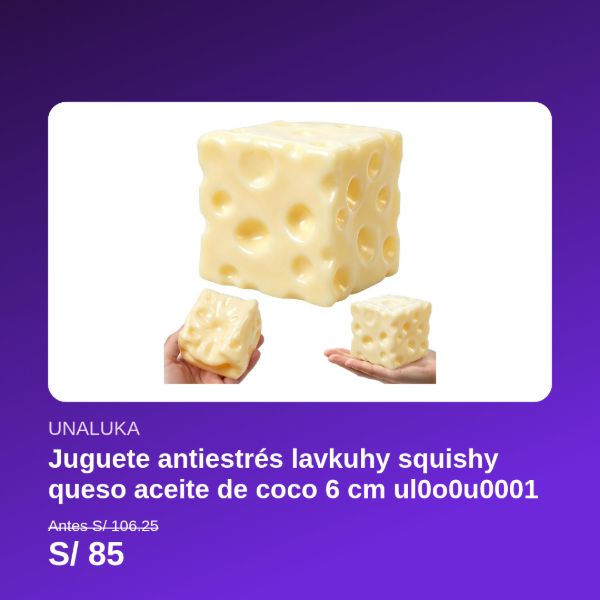 UNALUKA
Juguete antiestrés lavkuhy squishy
queso aceite de coco 6 cm ul0o0u0001
Antes S/ 106.25
S/ 85